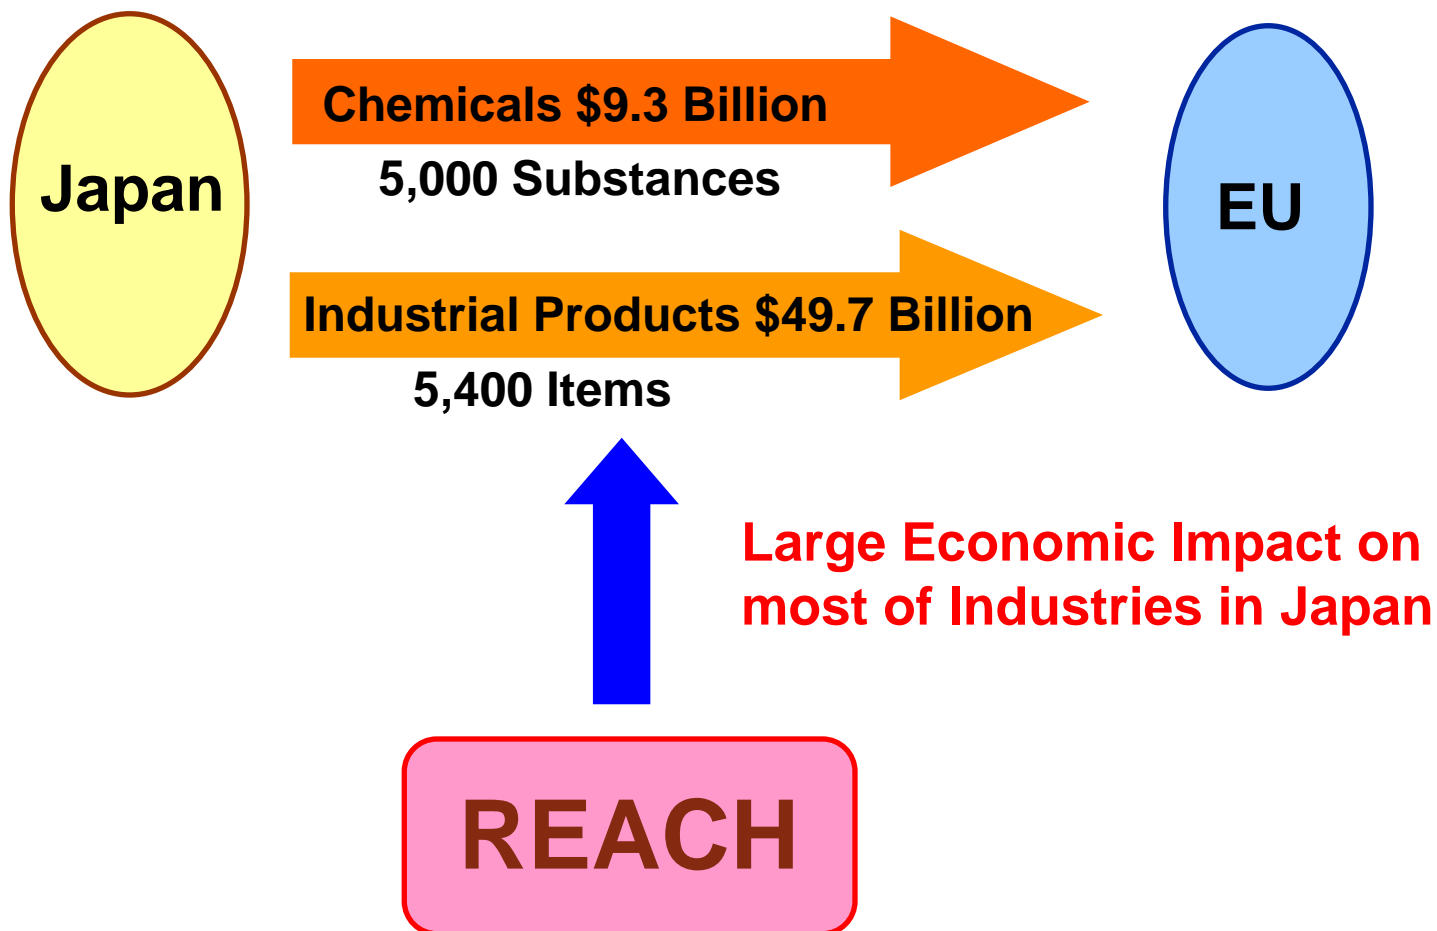 Japan
Chemicals $9.3 Billion
5,000 Substances
EU
Industrial Products $49.7 Billion
5,400 Items
Large Economic Impact on
most of Industries in Japan
REACH